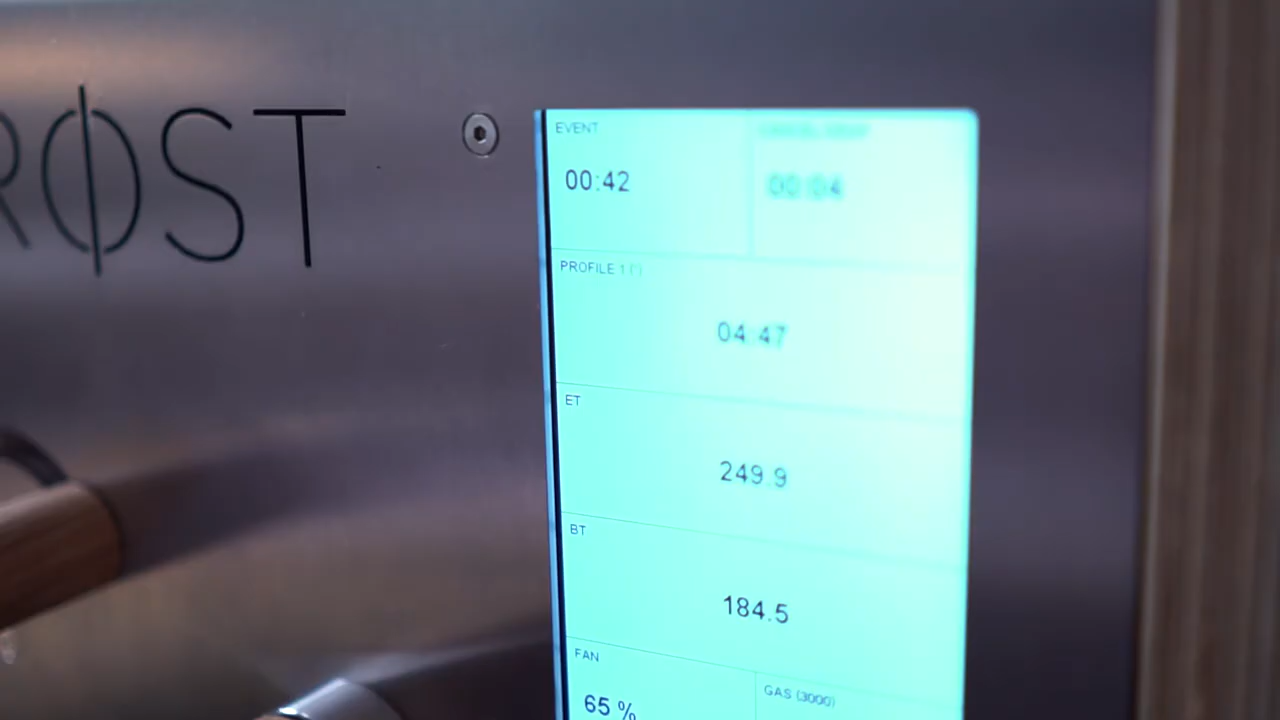 RØST
EVENT
00:42
00:04
PROFILE 1 (*)
04:47
ET
249.9
BT
184.5
FAN
GAS (3000)
65 %